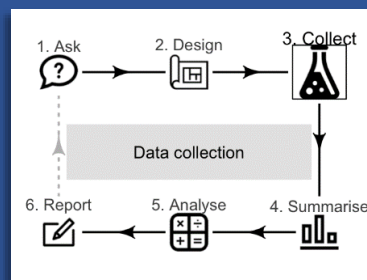 1. Ask
2. Design
3. Collect
Data collection
6. Report
5. Analyse
4. Summarise